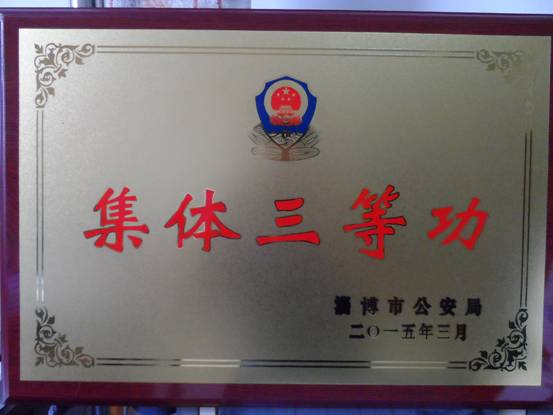 集体三等功
淄博市公安局
二〇一五年三月